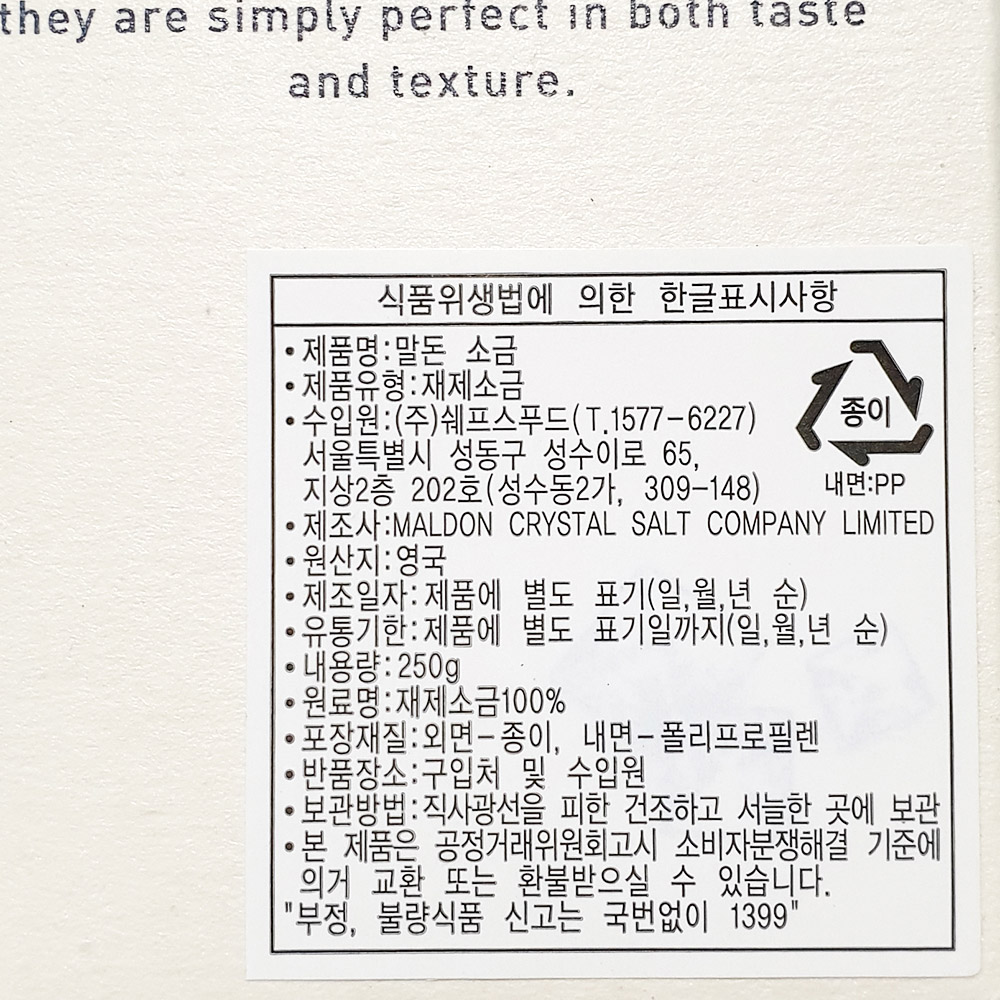 they are simply perfect in both taste
and texture.
식품위생법에 의한 한글표시사항
•제품명:말돈 소금
•제품유형:재제소금
•수입원:(주)쉐프스푸드(T.1577-6227)
서울특별시 성동구 성수이로 65,
지상2층 202호(성수동2가, 309-148)
종이
내면:PP
•제조사:MALDON CRYSTAL SALT COMPANY LIMITED
•원산지:영국
•제조일자:제품에 별도 표기(일,월,년 순)
•유통기한:제품에 별도 표기일까지(일,월,년 순)
•내용량:250g
•원료명:재제소금100%
•포장재질:외면-종이, 내면-폴리프로필렌
•반품장소:구입처 및 수입원
•보관방법:직사광선을 피한 건조하고 서늘한 곳에 보관
•본 제품은 공정거래위원회고시 소비자분쟁해결 기준에
의거 교환 또는 환불받으실 수 있습니다.
"부정, 불량식품 신고는 국번없이 1399"